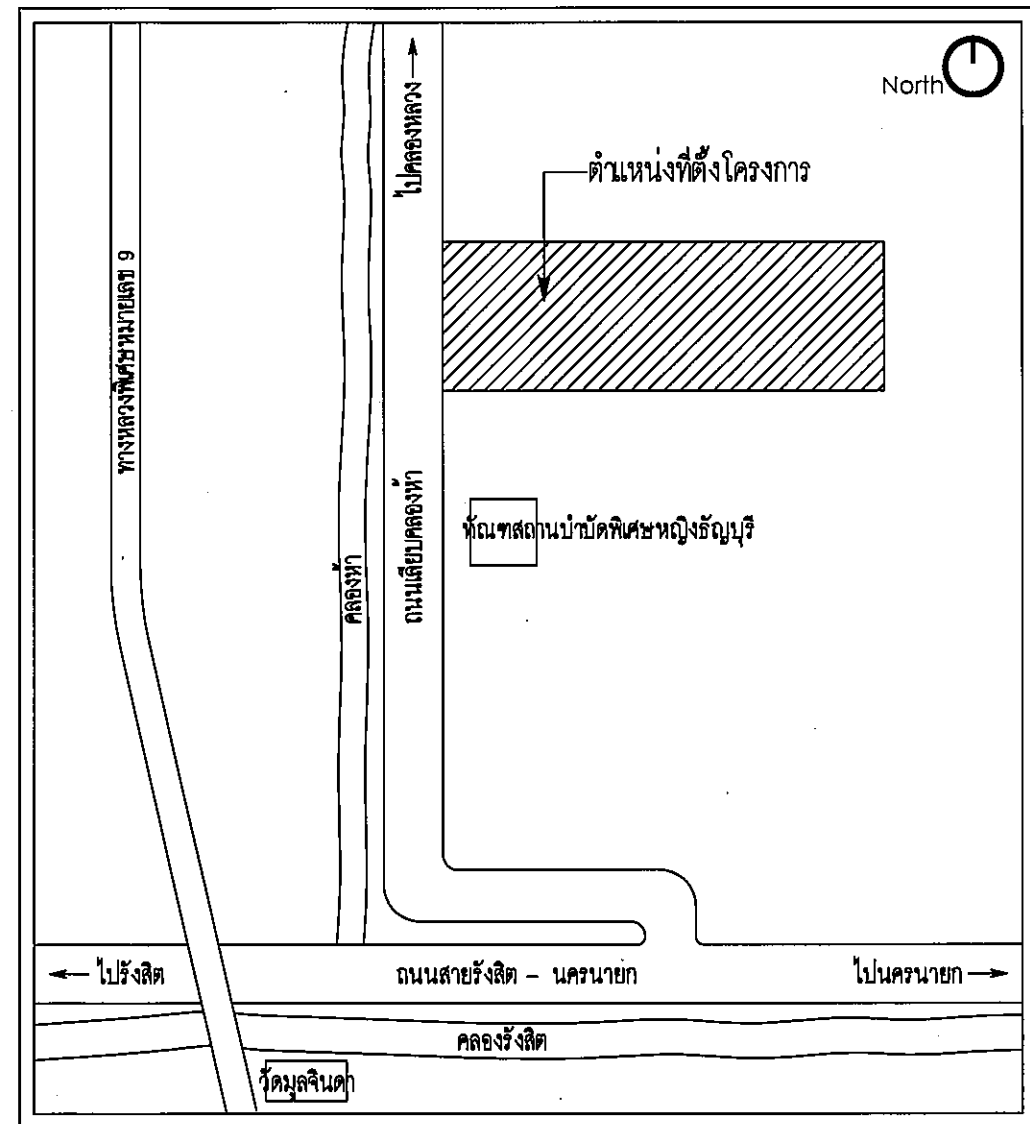 North
ไปคลองหลวง
ตำแหน่งที่ตั้งโครงการ
ทางหลวงพิเศษหมายเลข 9
คลองห้า
ถนนเลียบคลองห้า
ทัณฑสถานบำบัดพิเศษหญิงธัญบุรี
ไปรังสิต
ถนนสายรังสิต - นครนายก
ไปนครนายก
คลองรังสิต
วัดมูลจินดา